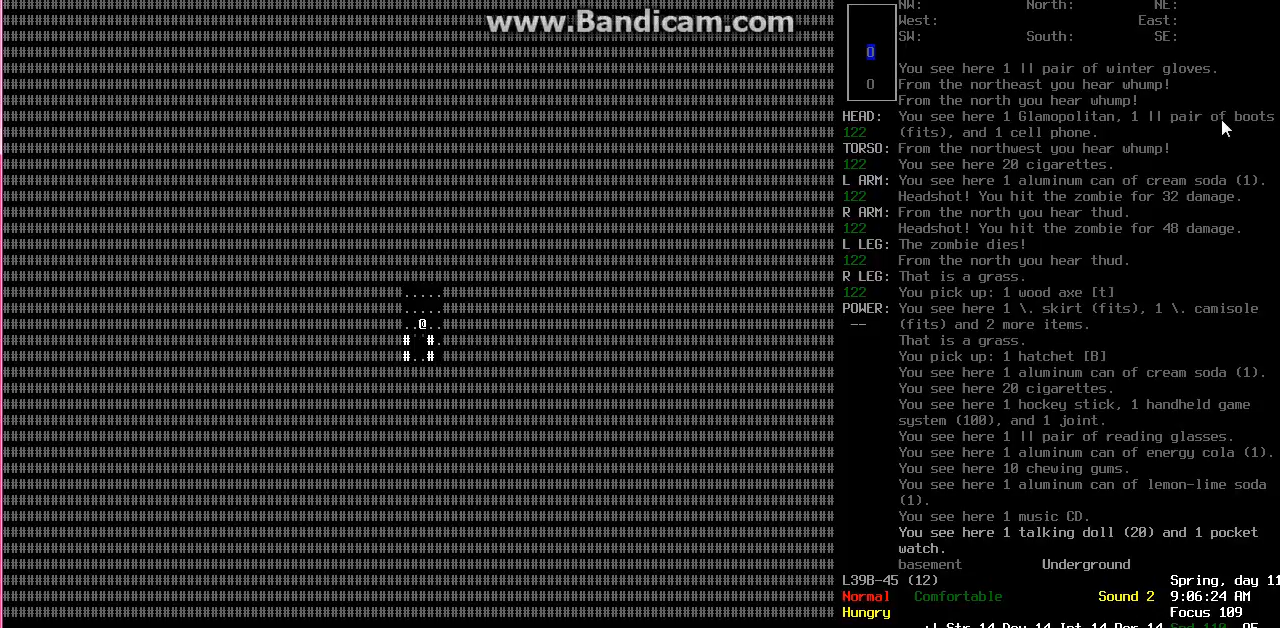 www.Bandicam.com
NW: North: NE:
West: East:
SW: South: SE:
0
0
You see here 1 || pair of winter gloves.
From the northeast you hear whump!
From the north you hear whump!
HEAD: You see here 1 Glamopolitan, 1 || pair of boots
122 (fits), and 1 cell phone.
TORSO: From the northwest you hear whump!
122 You see here 20 cigarettes.
L ARM: You see here 1 aluminum can of cream soda (1).
122 Headshot! You hit the zombie for 32 damage.
R ARM: From the north you hear thud.
122 Headshot! You hit the zombie for 48 damage.
L LEG: The zombie dies!
122 From the north you hear thud.
R LEG: That is a grass.
122 You pick up: 1 wood axe [t]
POWER: You see here 1 \. skirt (fits), 1 \. camisole
-- (fits) and 2 more items.
That is a grass.
You pick up: 1 hatchet [B]
You see here 1 aluminum can of cream soda (1).
You see here 20 cigarettes.
You see here 1 hockey stick, 1 handheld game
system (100), and 1 joint.
You see here 1 || pair of reading glasses.
You see here 1 aluminum can of energy cola (1).
You see here 10 chewing gums.
You see here 1 aluminum can of lemon-lime soda
(1).
You see here 1 music CD.
You see here 1 talking doll (20) and 1 pocket
watch.
basement Underground
L39B-45 (12) Spring, day 11
Normal Comfortable Sound 2 9:06:24 AM
Hungry Focus 109
Str 14 Dex 14 Int 14 Per 14 Spd 110